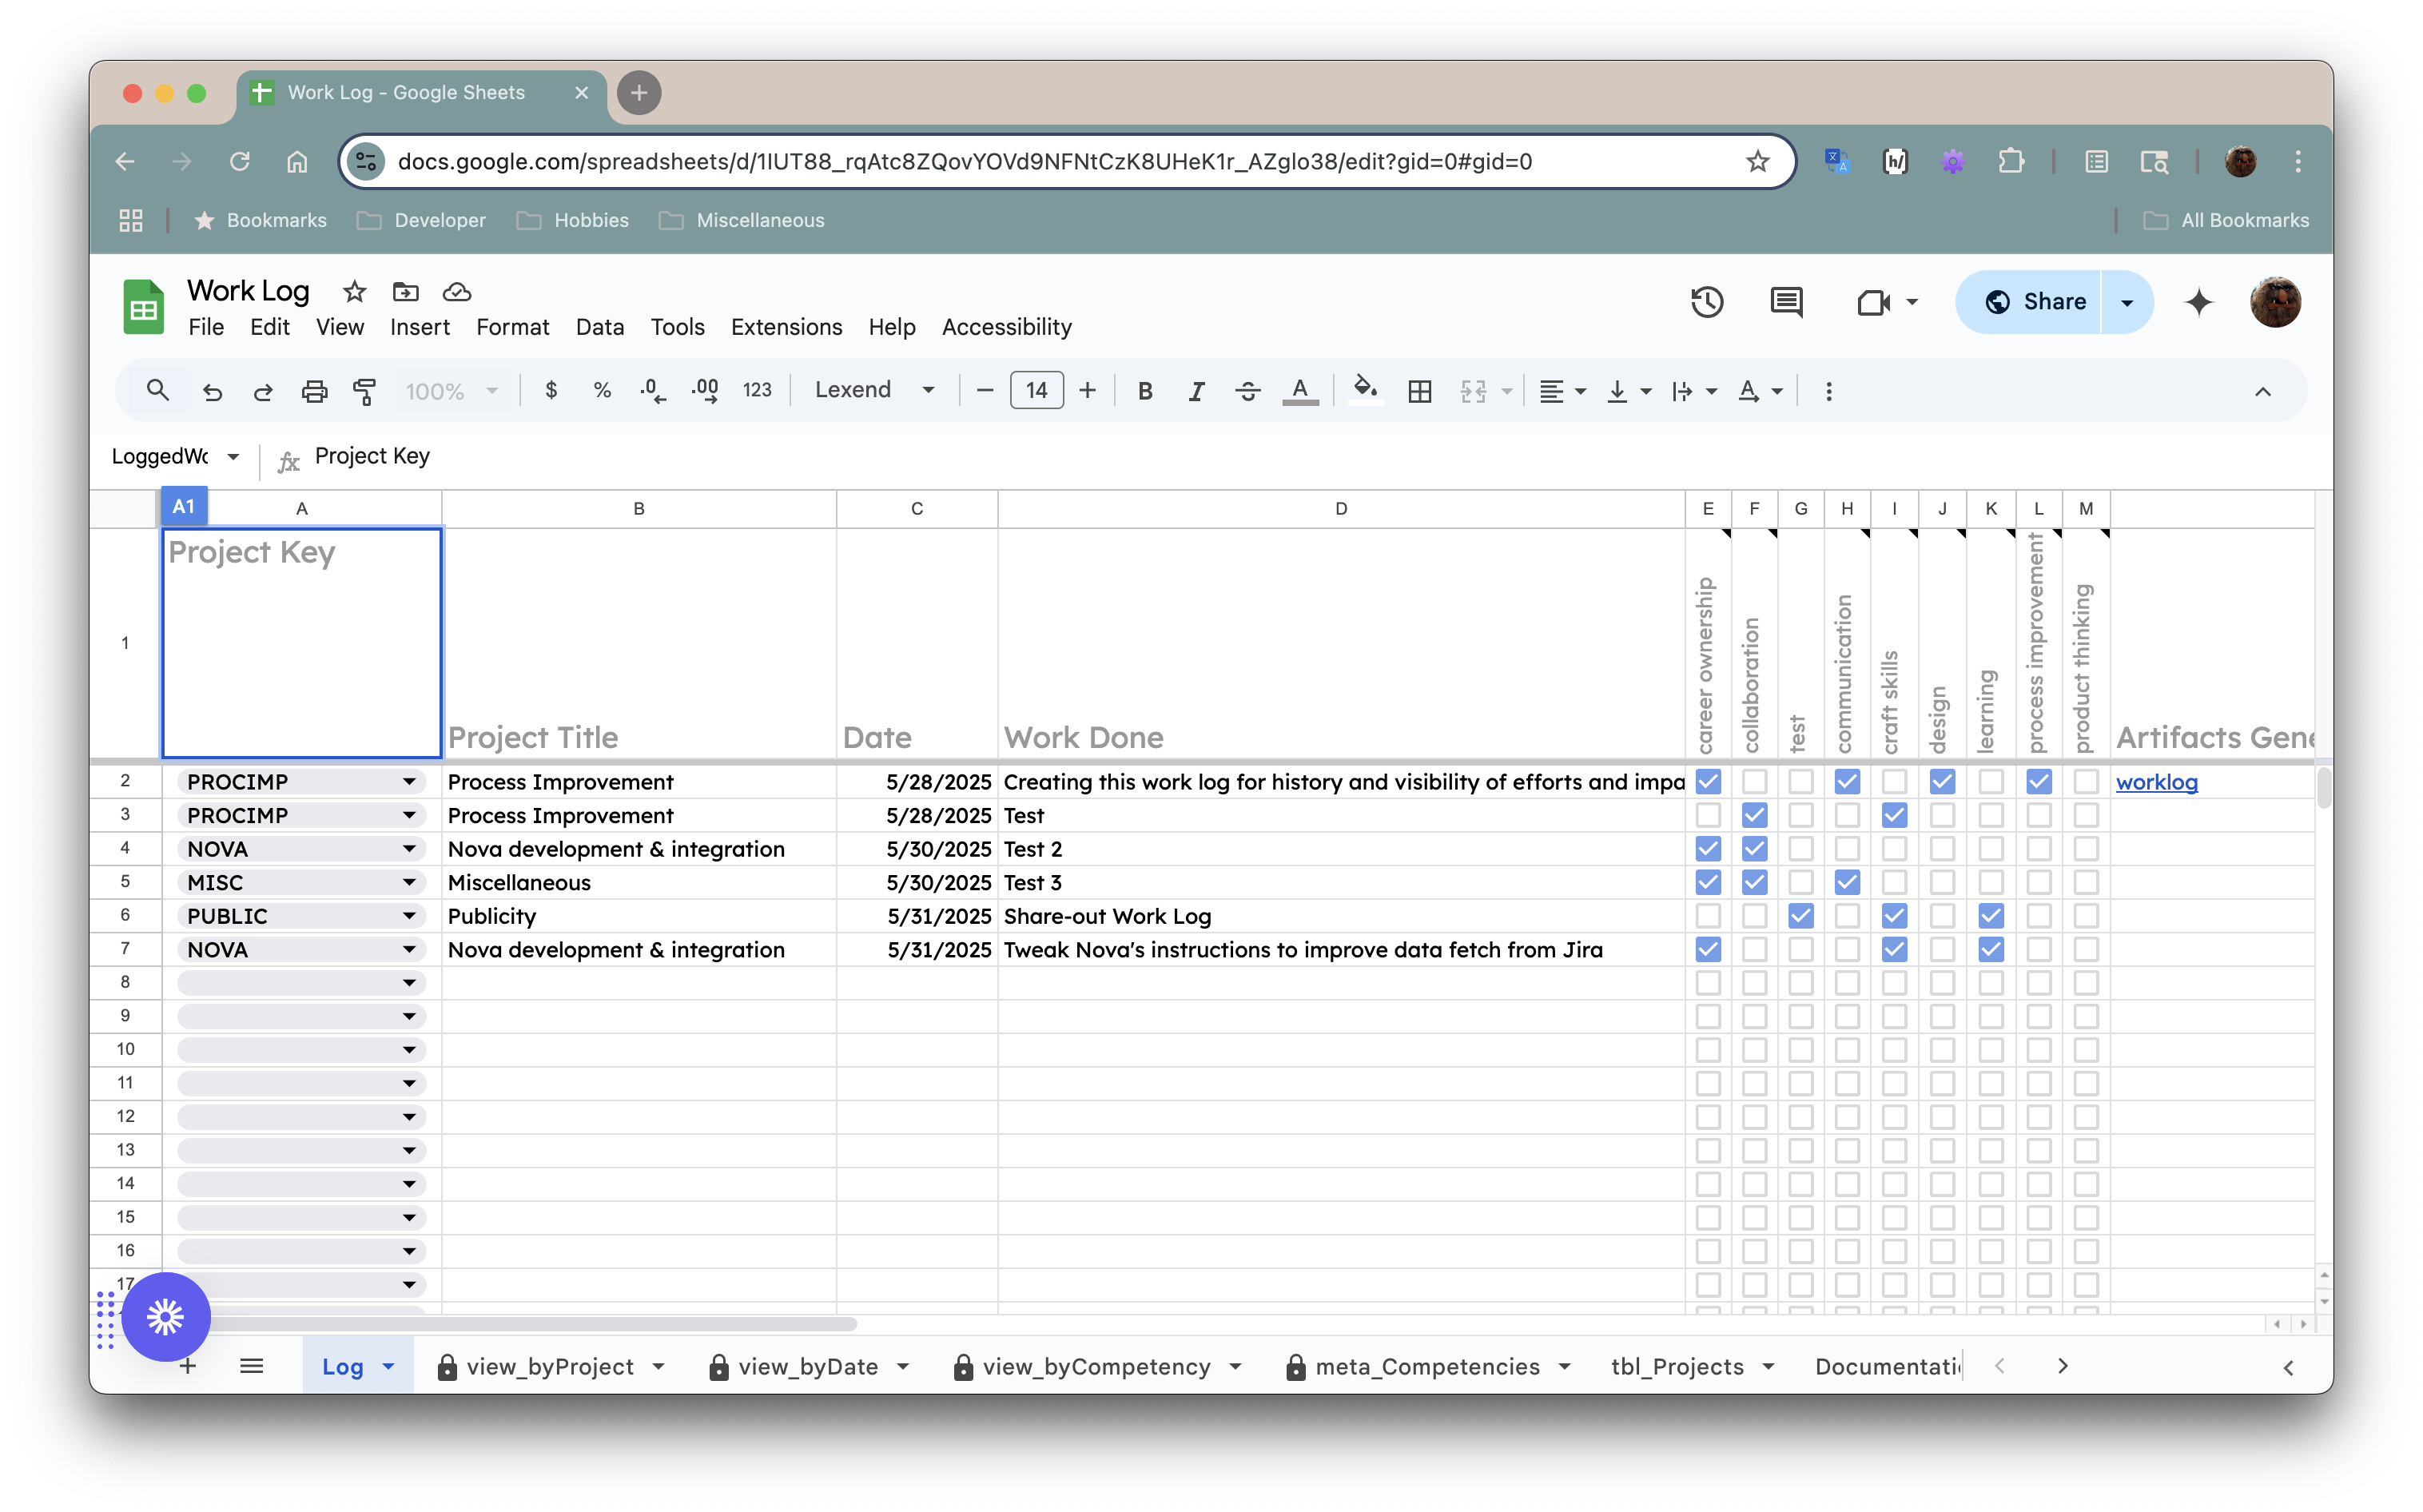 Work Log - Google Sheets
docs.google.com/spreadsheets/d/1IUT88_rqAtc8ZQovYOVd9NFNtCzK8UHeK1r_AZglo38/edit?gid=0#gid=0
Bookmarks Developer Hobbies Miscellaneous All Bookmarks
Work Log
File Edit View Insert Format Data Tools Extensions Help Accessibility
Share
100% $ % .0 .00 123 Lexend 14 B I A
LoggedWo fx Project Key
A1 A B C D E F G H I J K L M
1 Project Key Project Title Date Work Done career ownership collaboration test communication craft skills design learning process improvement product thinking Artifacts Gene
2 PROCIMP Process Improvement 5/28/2025 Creating this work log for history and visibility of efforts and impa worklog
3 PROCIMP Process Improvement 5/28/2025 Test
4 NOVA Nova development & integration 5/30/2025 Test 2
5 MISC Miscellaneous 5/30/2025 Test 3
6 PUBLIC Publicity 5/31/2025 Share-out Work Log
7 NOVA Nova development & integration 5/31/2025 Tweak Nova's instructions to improve data fetch from Jira
8
9
10
11
12
13
14
15
16
17
Log view_byProject view_byDate view_byCompetency meta_Competencies tbl_Projects Documentati